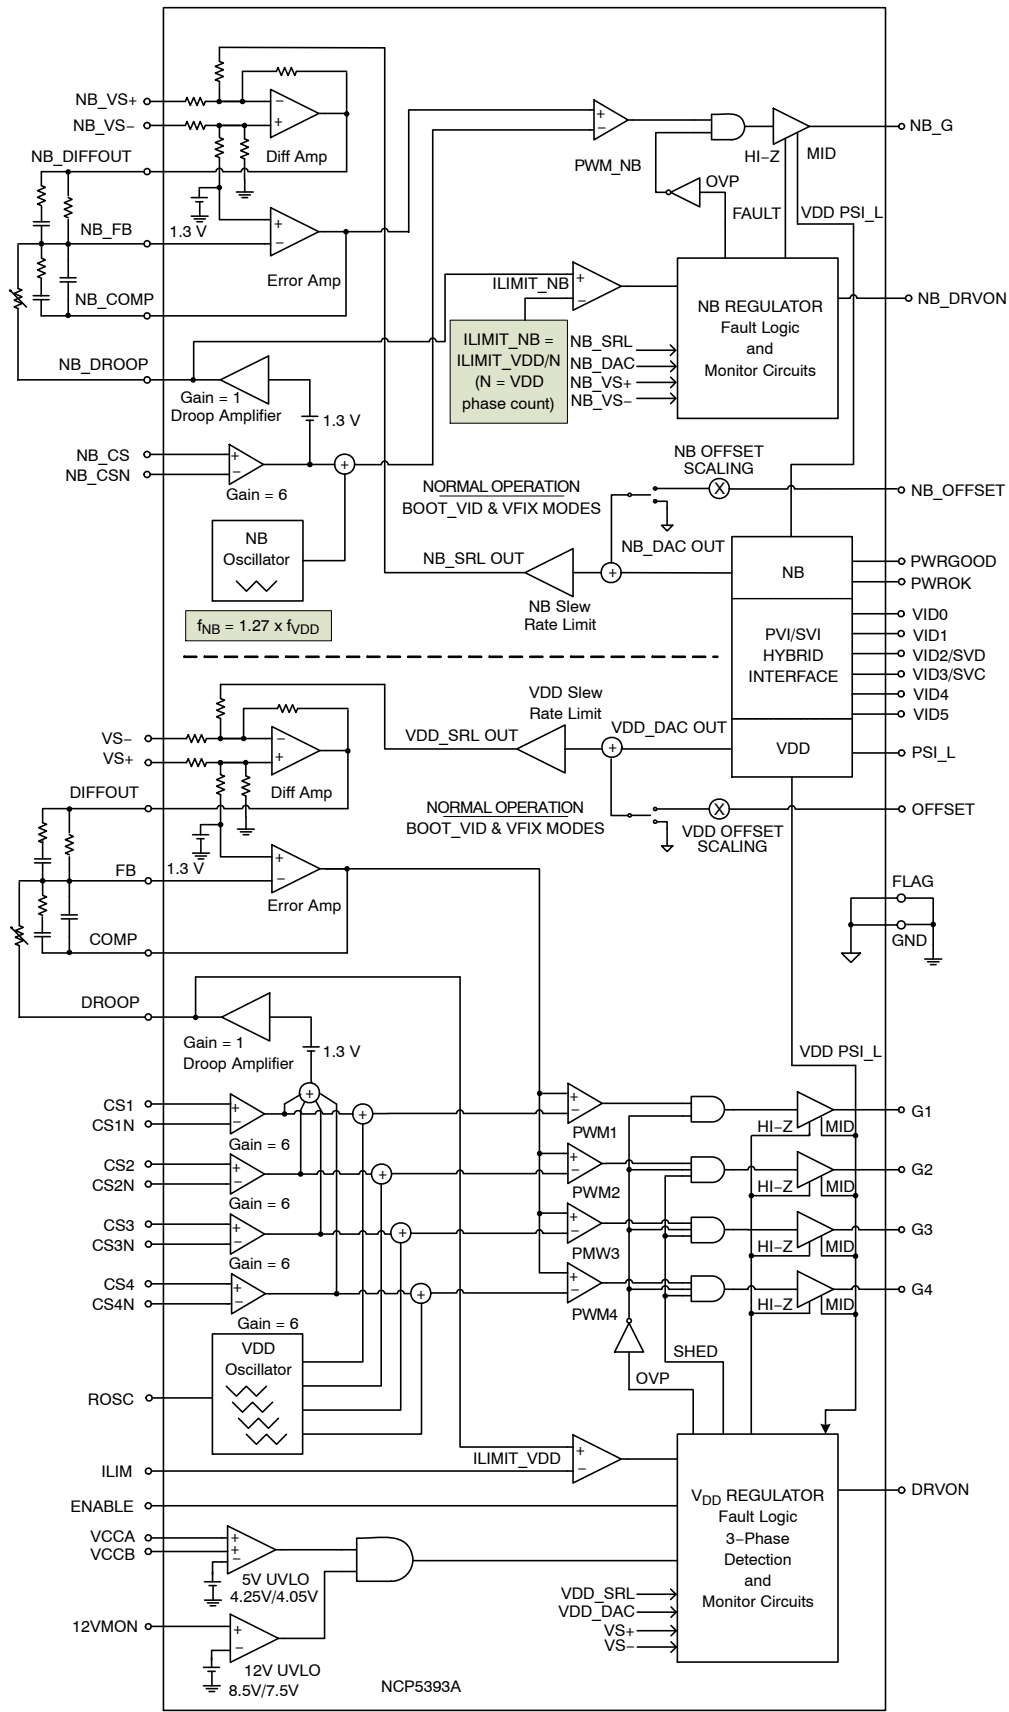 NB_VS+
NB_VS−
− +
Diff Amp
NB_DIFFOUT
NB_FB
1.3 V
+ −
Error Amp
NB_COMP
NB_DROOP
Gain = 1
Droop Amplifier
1.3 V
NB_CS
NB_CSN
+ −
Gain = 6
+
NB
Oscillator
fNB = 1.27 x fVDD
+ −
PWM_NB
HI−Z
MID
NB_G
OVP
FAULT
VDD PSI_L
ILIMIT_NB
+ −
ILIMIT_NB =
ILIMIT_VDD/N
(N = VDD
phase count)
NB_SRL
NB_DAC
NB_VS+
NB_VS−
NB REGULATOR
Fault Logic
and
Monitor Circuits
NB_DRVON
NB OFFSET
SCALING
X
NB_OFFSET
NORMAL OPERATION
BOOT_VID & VFIX MODES
NB_DAC OUT
NB_SRL OUT
+
NB Slew
Rate Limit
NB
PWRGOOD
PWROK
PVI/SVI
HYBRID
INTERFACE
VID0
VID1
VID2/SVD
VID3/SVC
VID4
VID5
VDD
PSI_L
VDD Slew
Rate Limit
VDD_SRL OUT
+
VDD_DAC OUT
NORMAL OPERATION
BOOT_VID & VFIX MODES
X
VDD OFFSET
SCALING
OFFSET
VS−
VS+
− +
Diff Amp
DIFFOUT
FB
1.3 V
+ −
Error Amp
COMP
FLAG
GND
DROOP
Gain = 1
Droop Amplifier
1.3 V
+
VDD PSI_L
CS1
CS1N
+ −
Gain = 6
+
+ −
PWM1
HI−Z
MID
G1
CS2
CS2N
+ −
Gain = 6
+
+ −
PWM2
HI−Z
MID
G2
CS3
CS3N
+ −
Gain = 6
+
+ −
PMW3
HI−Z
MID
G3
CS4
CS4N
+ −
Gain = 6
+
+ −
PWM4
HI−Z
MID
G4
VDD
Oscillator
ROSC
OVP
SHED
ILIM
ILIMIT_VDD
+ −
ENABLE
VCCA
VCCB
+ + −
5V UVLO
4.25V/4.05V
12VMON
+ −
12V UVLO
8.5V/7.5V
VDD REGULATOR
Fault Logic
3−Phase
Detection
and
Monitor Circuits
DRVON
VDD_SRL
VDD_DAC
VS+
VS−
NCP5393A